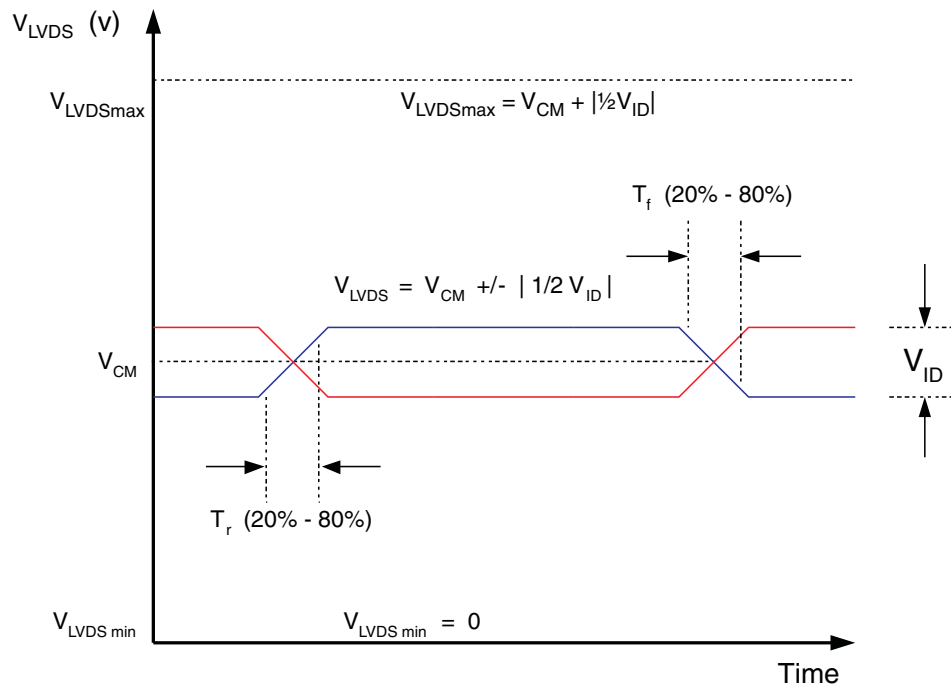 V_LVDS (v)
V_LVDSmax
V_LVDSmax = V_CM + |½V_ID|
T_f (20% - 80%)
V_LVDS = V_CM +/- | 1/2 V_ID |
V_CM
V_ID
T_r (20% - 80%)
V_LVDS min
V_LVDS min = 0
Time